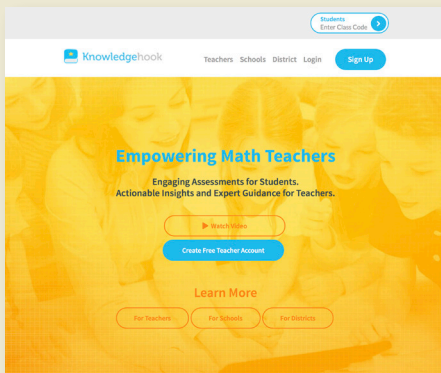 Students
Enter Class Code
Knowledgehook
Teachers Schools District Login Sign Up
Empowering Math Teachers
Engaging Assessments for Students.
Actionable Insights and Expert Guidance for Teachers.
Watch Video
Create Free Teacher Account
Learn More
For Teachers For Schools For Districts